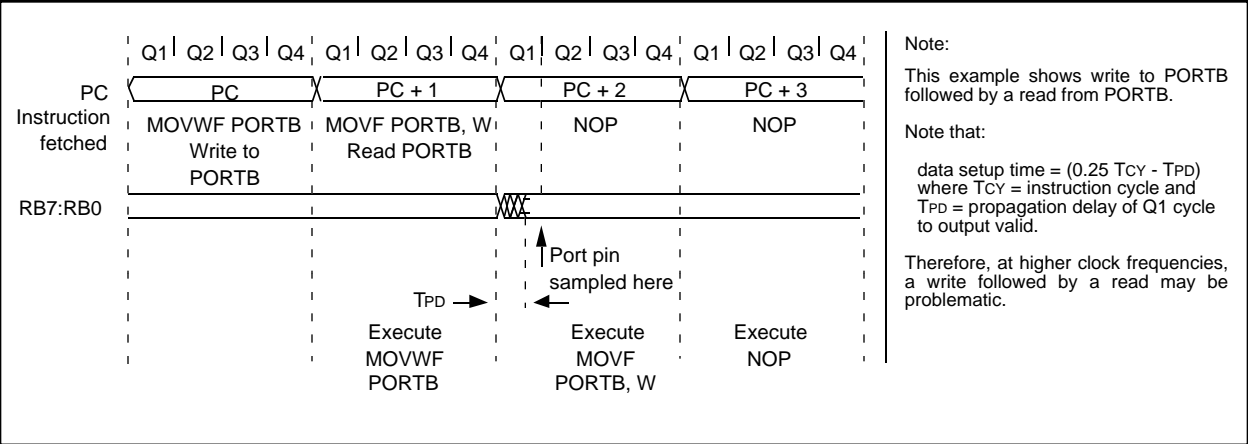 Q1 Q2 Q3 Q4 Q1 Q2 Q3 Q4 Q1 Q2 Q3 Q4 Q1 Q2 Q3 Q4
PC PC PC + 1 PC + 2 PC + 3
Instruction
fetched
MOVWF PORTB
Write to
PORTB
MOVF PORTB, W
Read PORTB
NOP
NOP
RB7:RB0
Port pin
sampled here
TPD
Execute
MOVWF
PORTB
Execute
MOVF
PORTB, W
Execute
NOP
Note:
This example shows write to PORTB
followed by a read from PORTB.
Note that:
data setup time = (0.25 TCY - TPD)
where TCY = instruction cycle and
TPD = propagation delay of Q1 cycle
to output valid.
Therefore, at higher clock frequencies,
a write followed by a read may be
problematic.